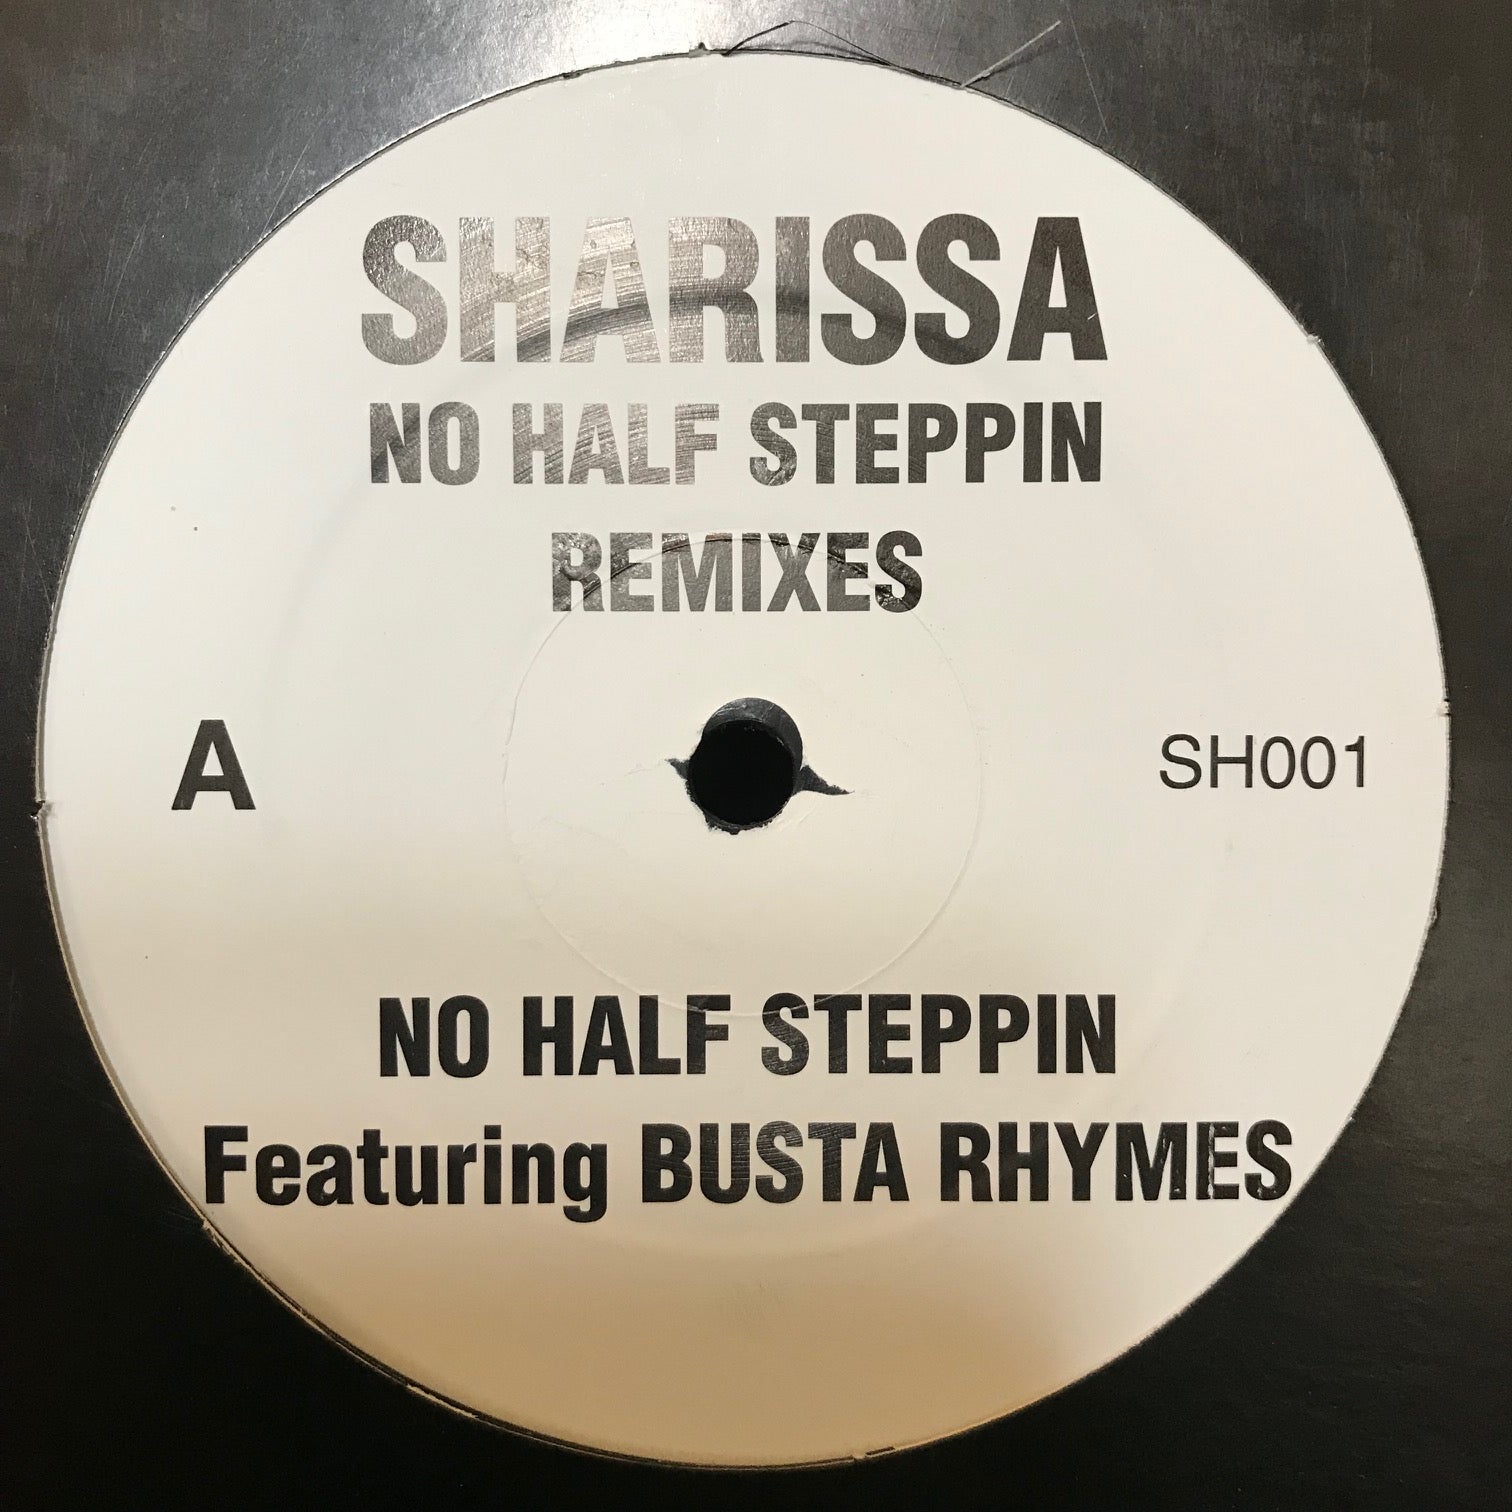 SHARISSA
NO HALF STEPPIN
REMIXES
A
SH001
NO HALF STEPPIN
Featuring BUSTA RHYMES